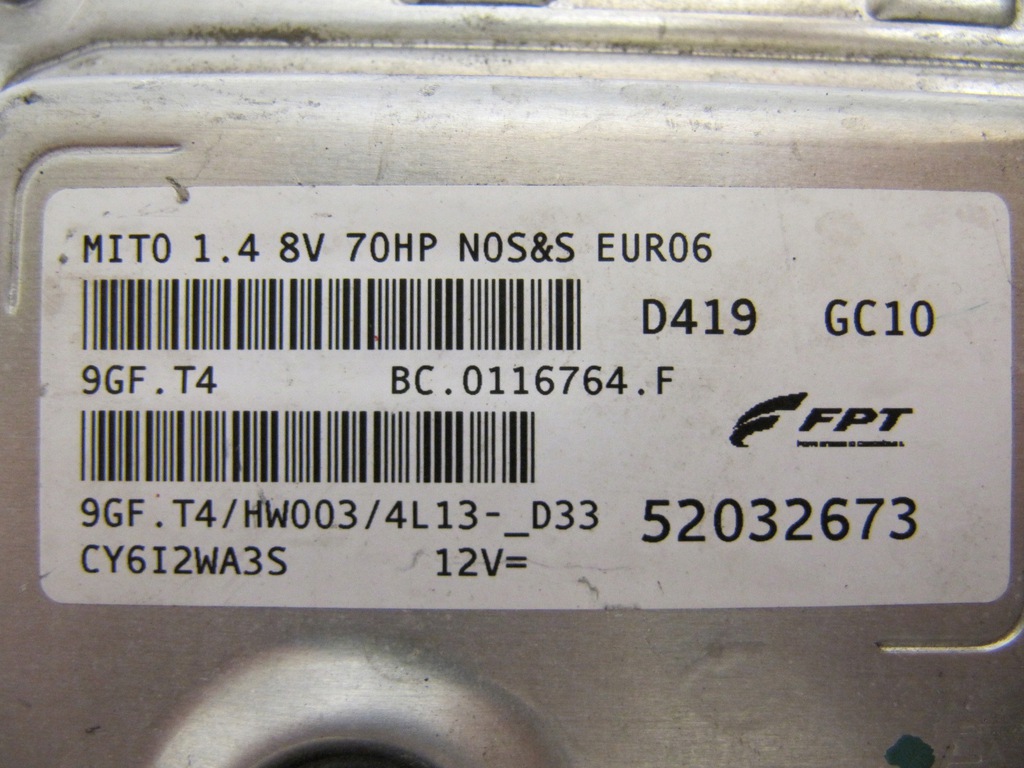 MITO 1.4 8V 70HP NOS&S EURO6
D419 GC10
9GF.T4 BC.0116764.F
FPT
9GF.T4/HW003/4L13-_D33
52032673
CY6I2WA3S 12V=